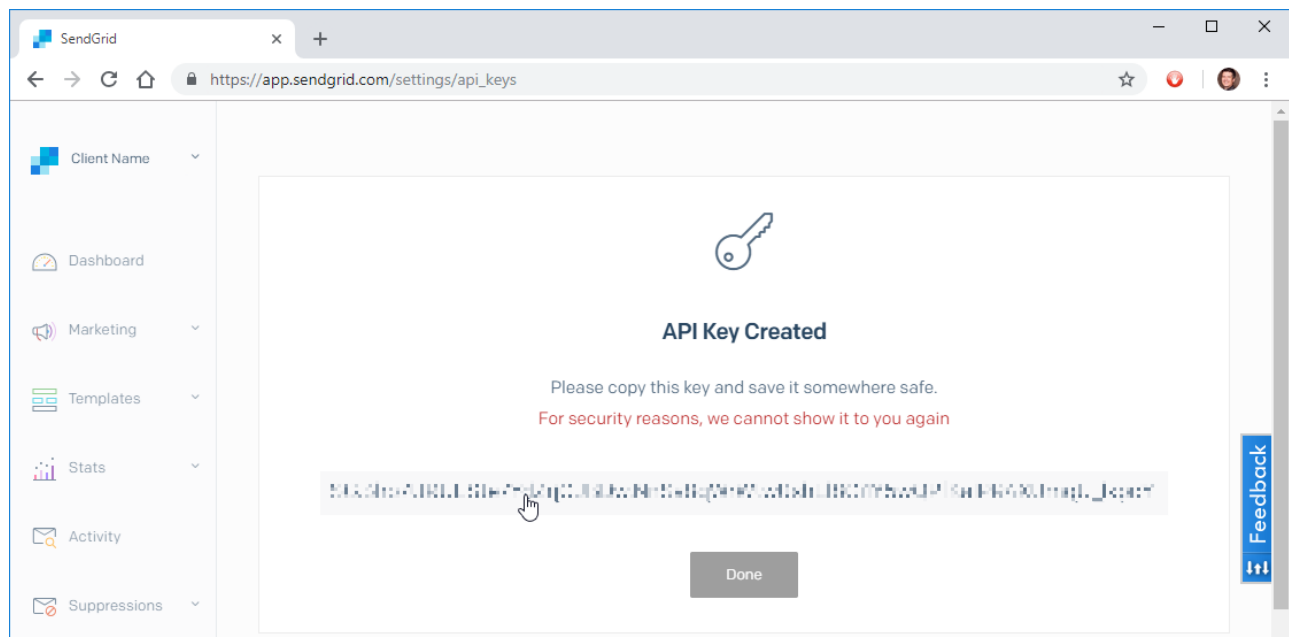 SendGrid
https://app.sendgrid.com/settings/api_keys
Client Name
Dashboard
Marketing
Templates
Stats
Activity
Suppressions
API Key Created
Please copy this key and save it somewhere safe.
For security reasons, we cannot show it to you again
Done
Feedback